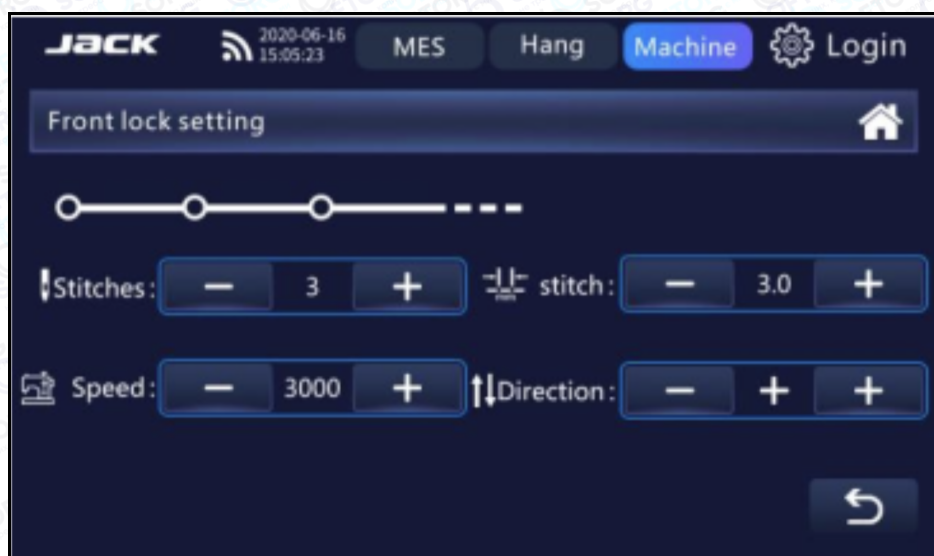 JACK
2020-06-16
15:05:23
MES
Hang
Machine
Login
Front lock setting
Stitches: − 3 +
mm stitch: − 3.0 +
Speed: − 3000 +
Direction: − + +